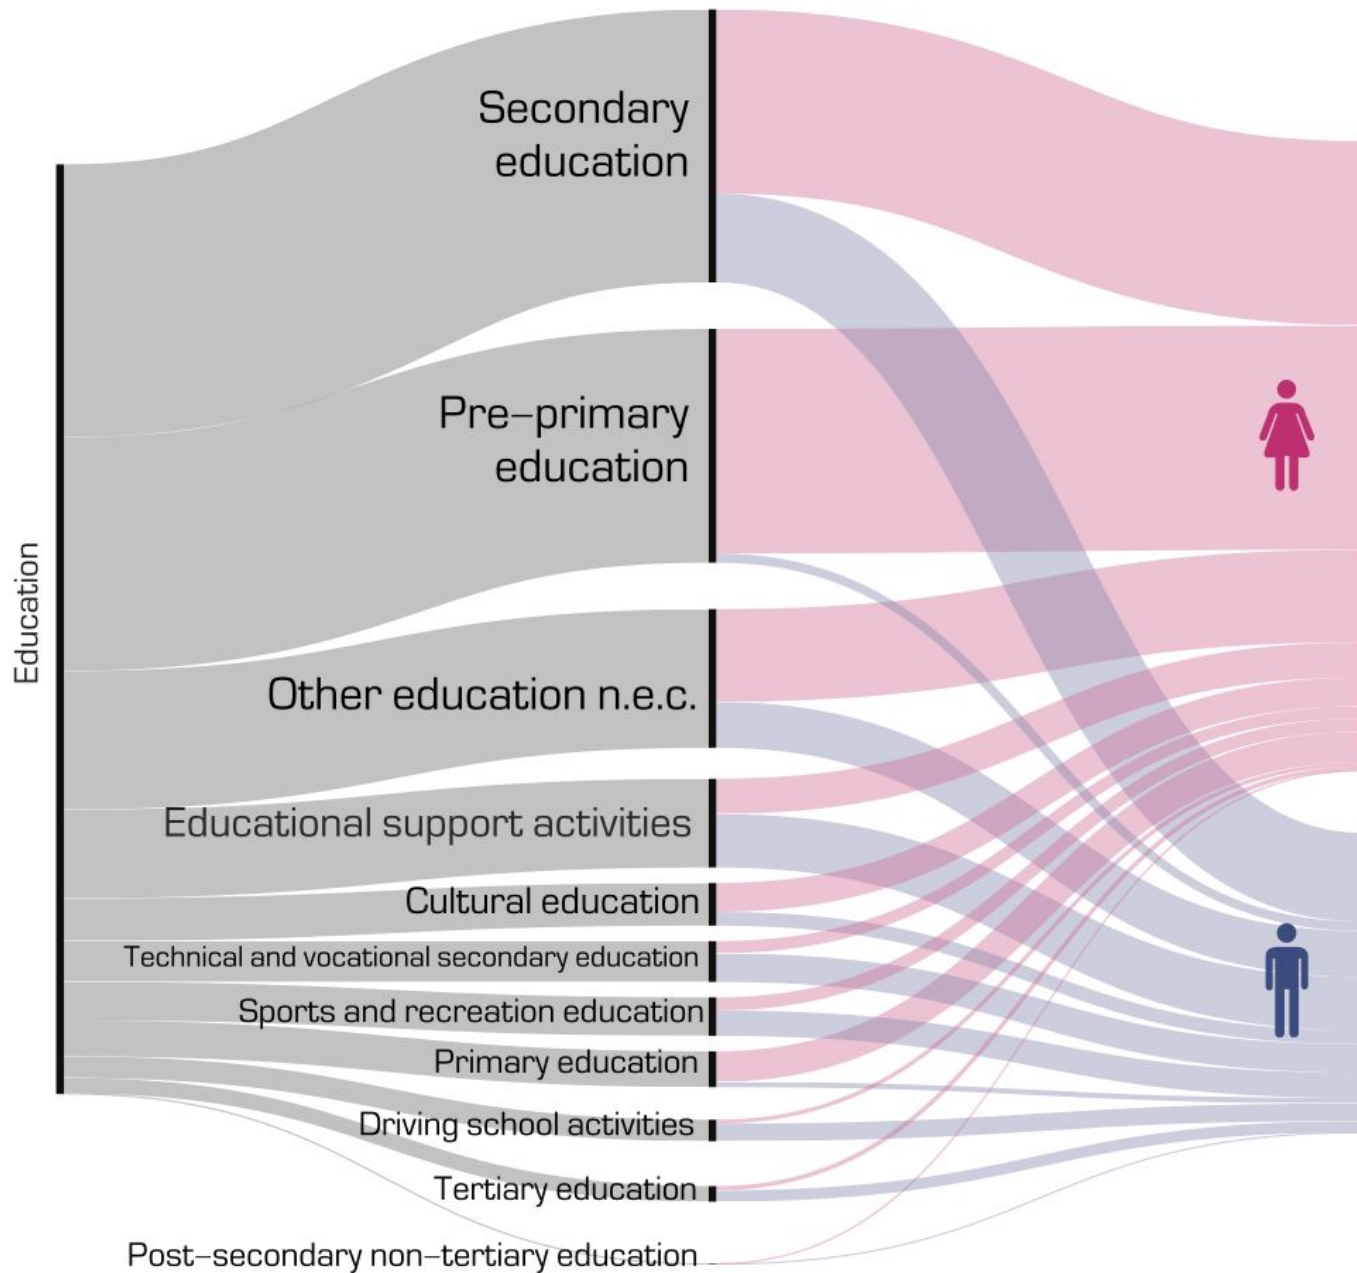 Education
Secondary
education
Pre–primary
education
Other education n.e.c.
Educational support activities
Cultural education
Technical and vocational secondary education
Sports and recreation education
Primary education
Driving school activities
Tertiary education
Post–secondary non–tertiary education